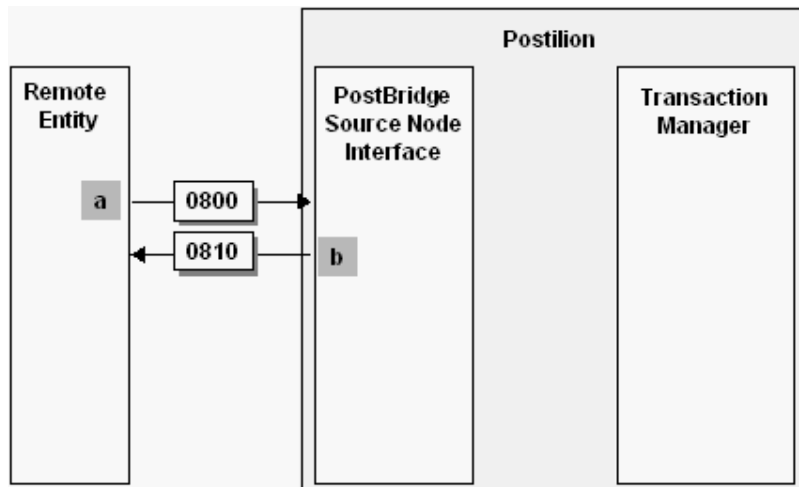 Postilion
Remote
Entity
PostBridge
Source Node
Interface
Transaction
Manager
a
0800
0810
b